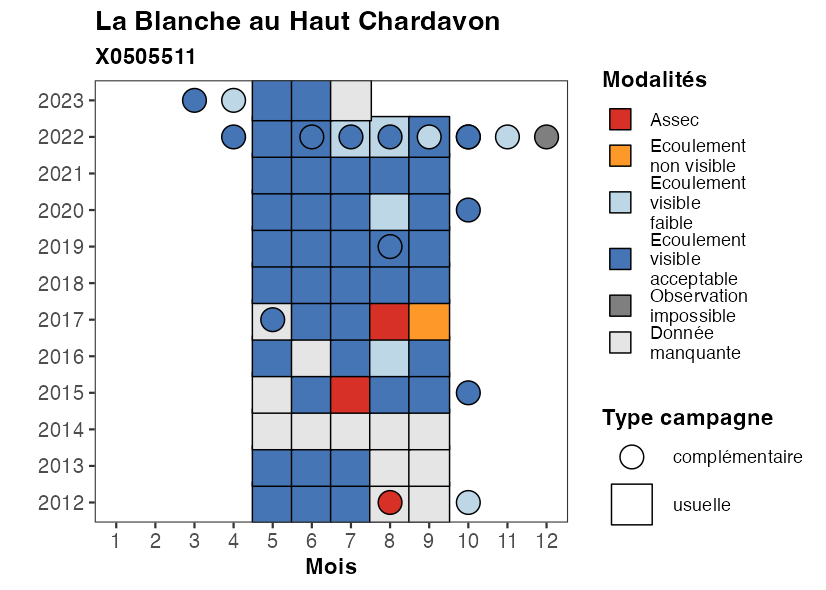 La Blanche au Haut Chardavon
X0505511
2023
2022
2021
2020
2019
2018
2017
2016
2015
2014
2013
2012
1 2 3 4 5 6 7 8 9 10 11 12
Mois
Modalités
Assec
Ecoulement
non visible
Ecoulement
visible
faible
Ecoulement
visible
acceptable
Observation
impossible
Donnée
manquante
Type campagne
complémentaire
usuelle